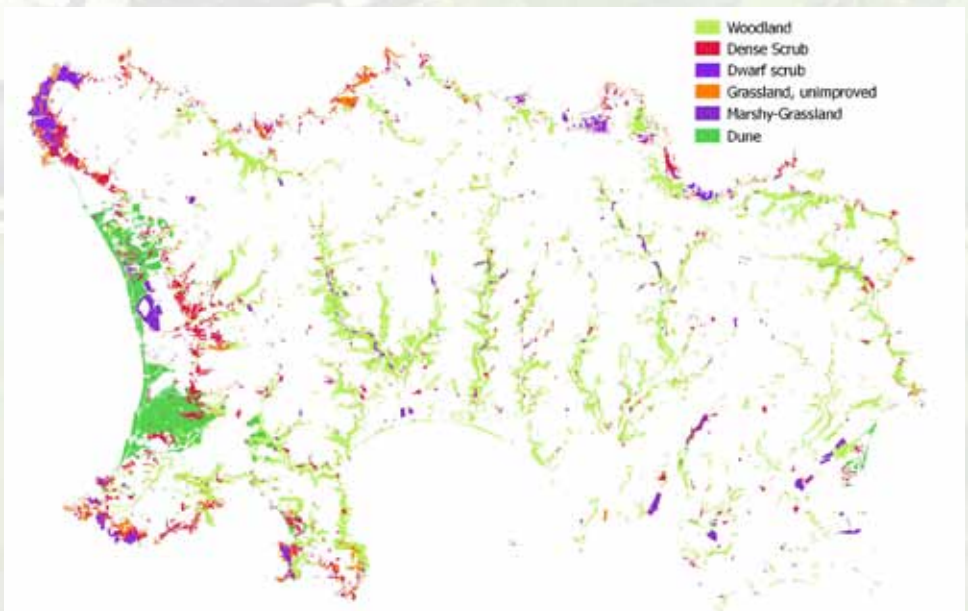 Woodland
Dense Scrub
Dwarf scrub
Grassland, unimproved
Marshy-Grassland
Dune